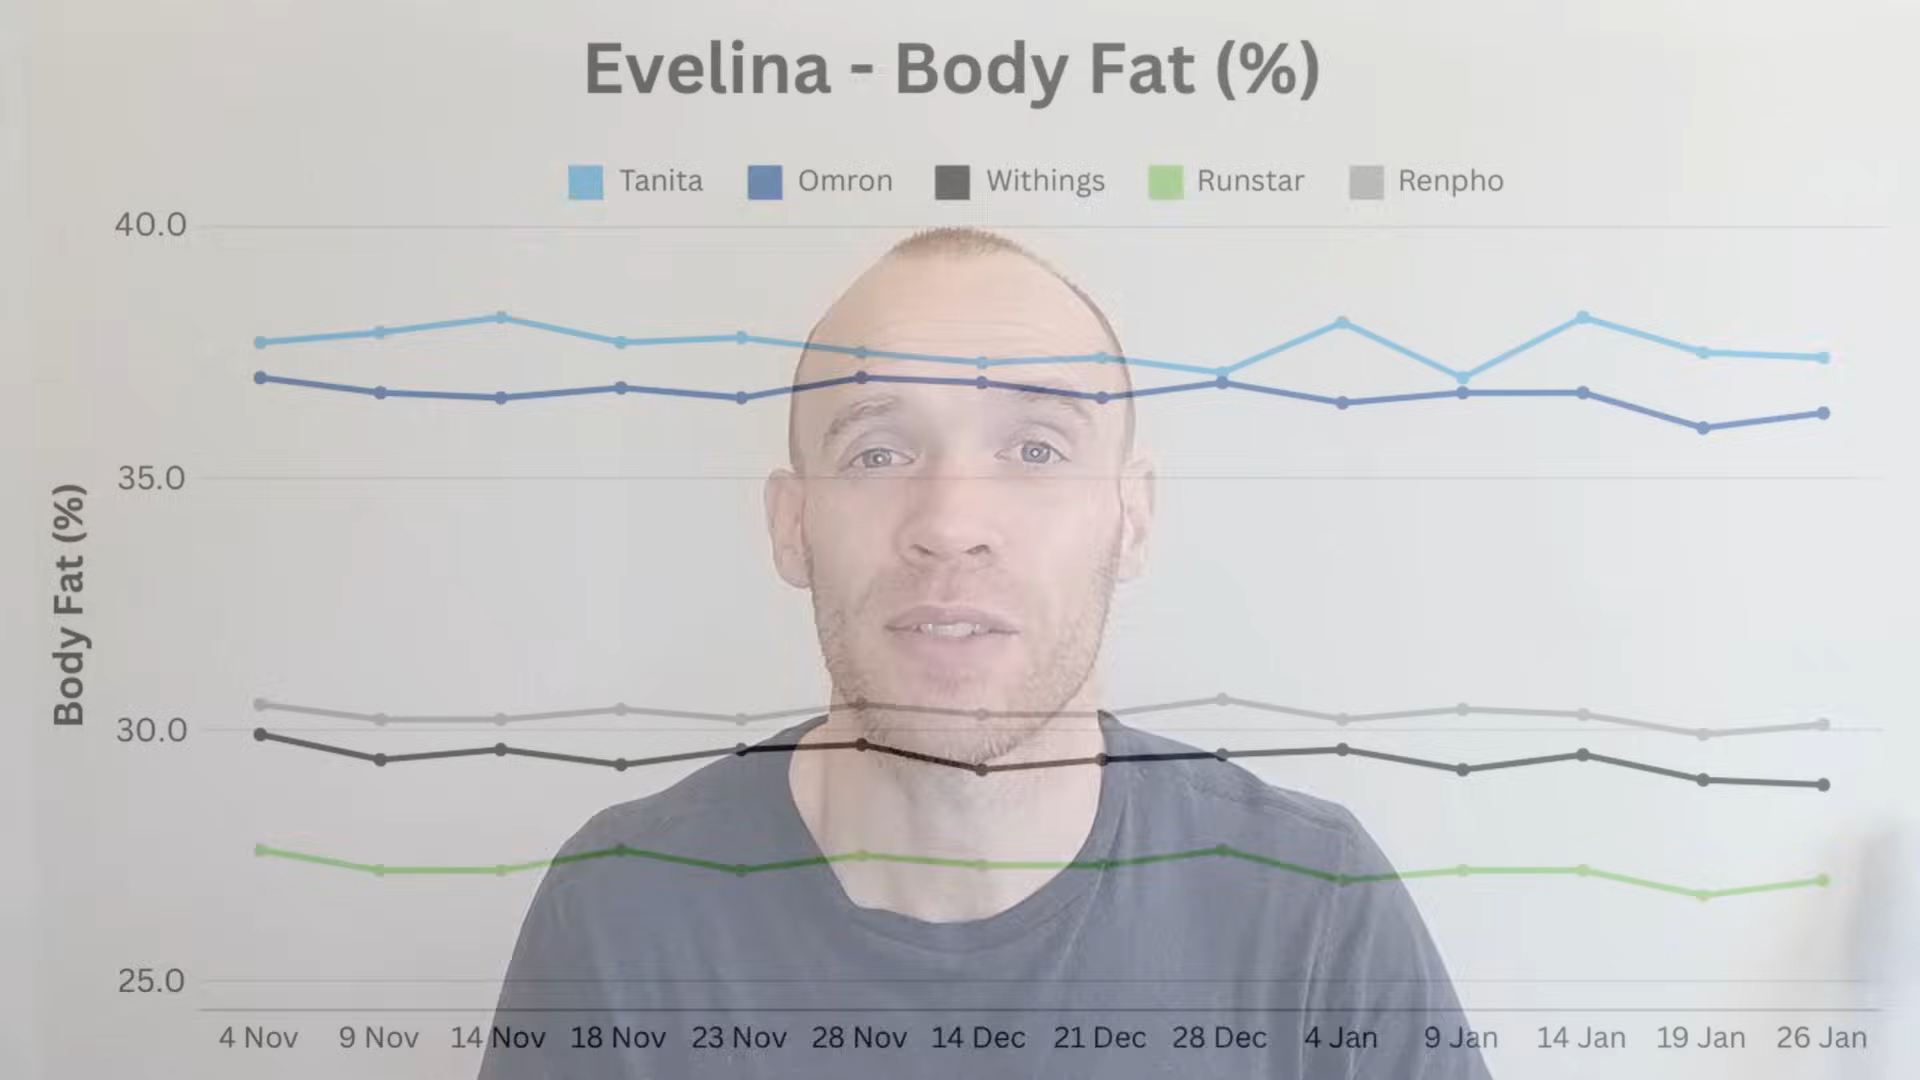 Evelina - Body Fat (%)
Tanita Omron Withings Runstar Renpho
40.0
35.0
30.0
25.0
Body Fat (%)
4 Nov 9 Nov 14 Nov 18 Nov 23 Nov 28 Nov 14 Dec 21 Dec 28 Dec 4 Jan 9 Jan 14 Jan 19 Jan 26 Jan